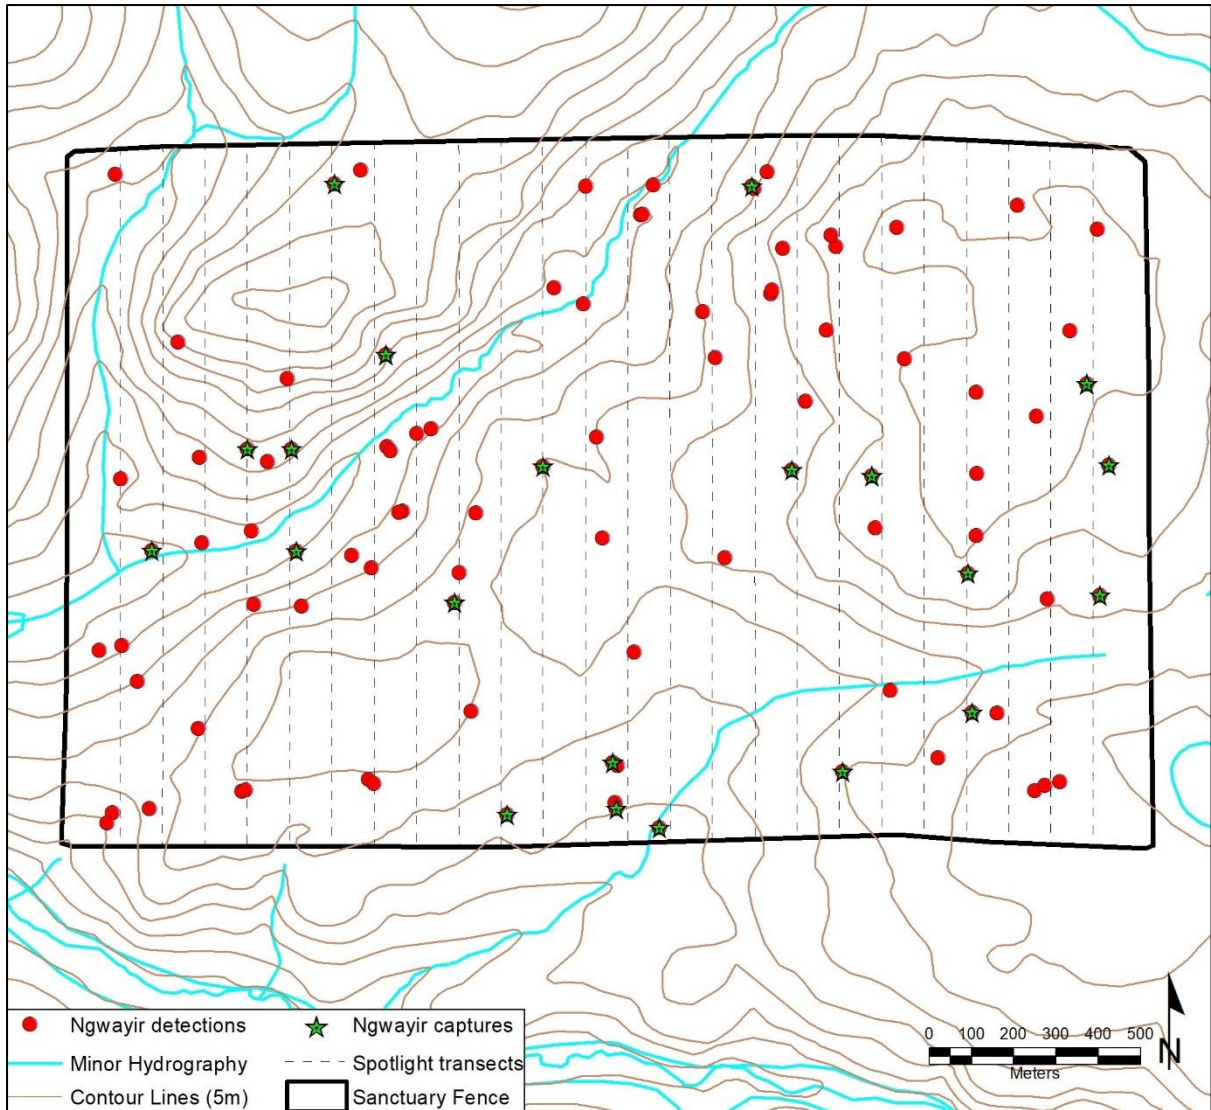 Ngwayir detections
Ngwayir captures
Minor Hydrography
Spotlight transects
Contour Lines (5m)
Sanctuary Fence
0 100 200 300 400 500
Meters
N